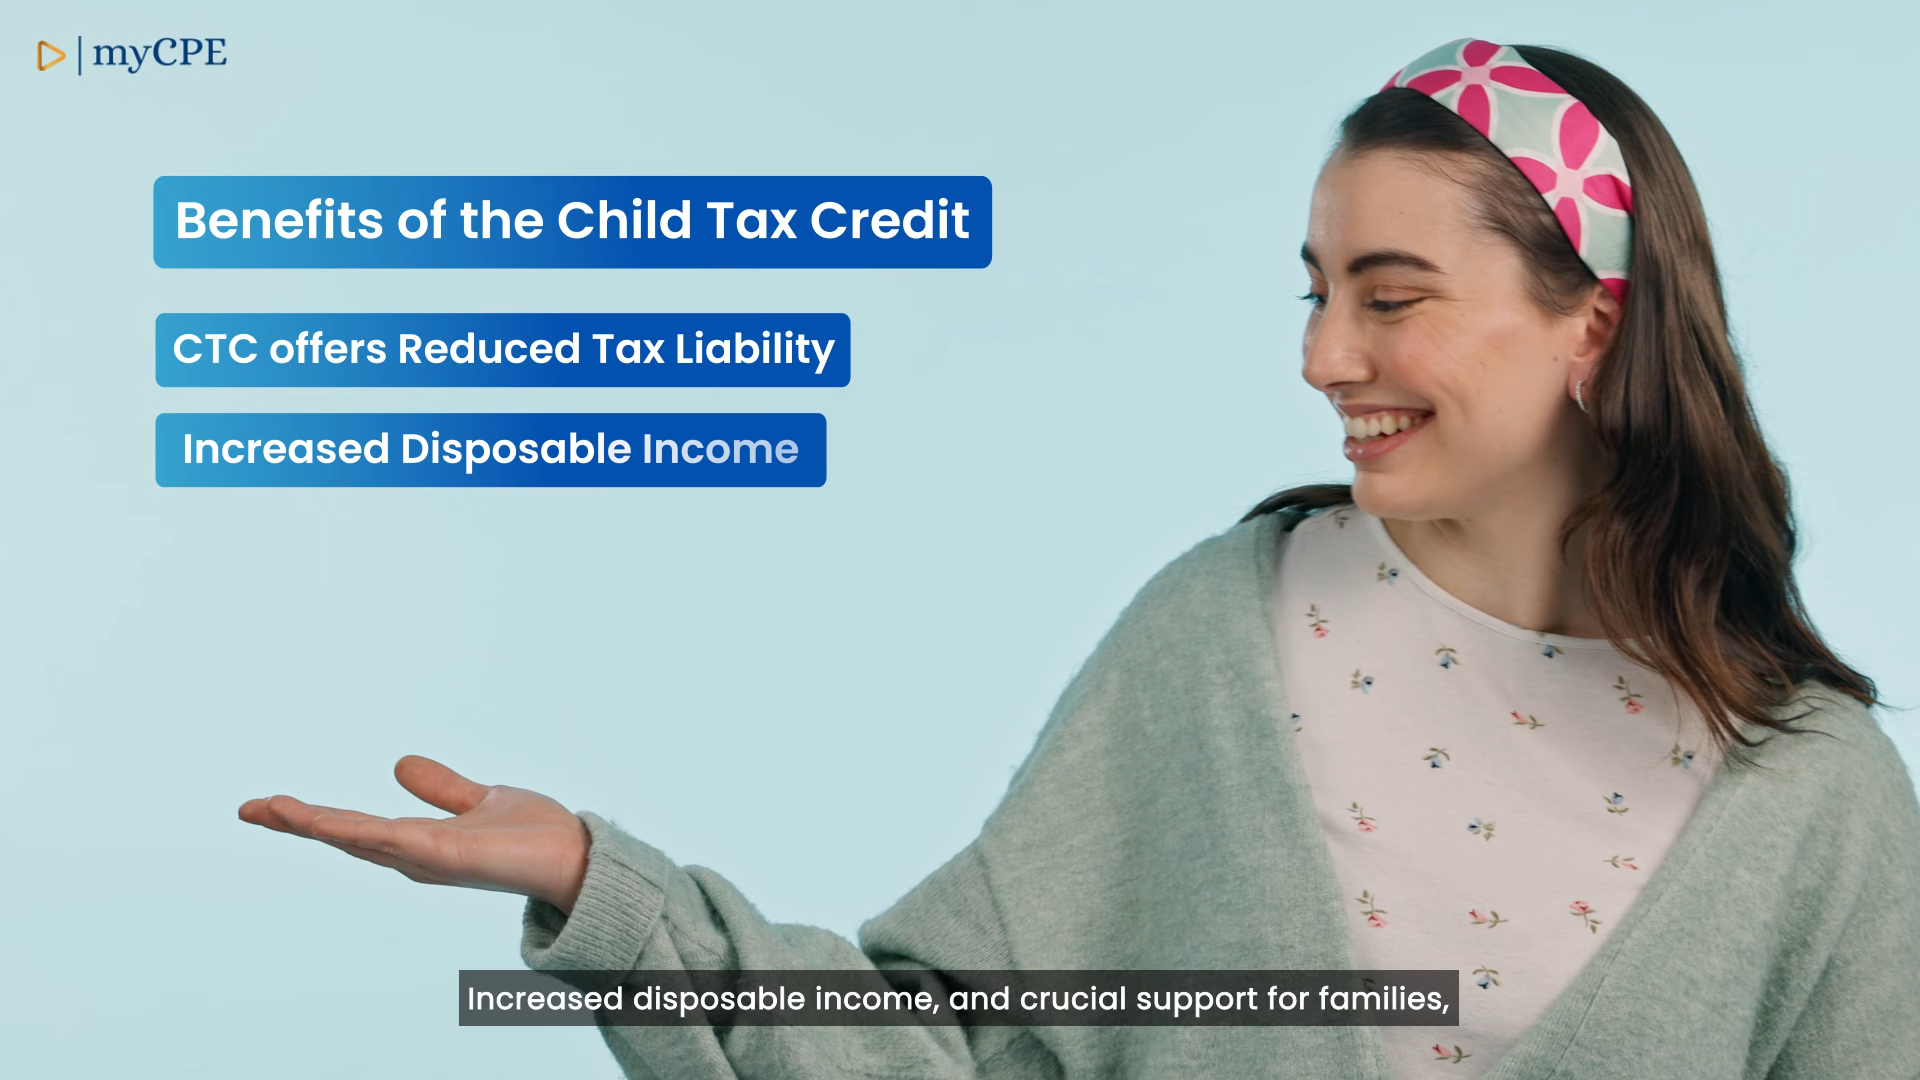 myCPE
Benefits of the Child Tax Credit
CTC offers Reduced Tax Liability
Increased Disposable Income
Increased disposable income, and crucial support for families,